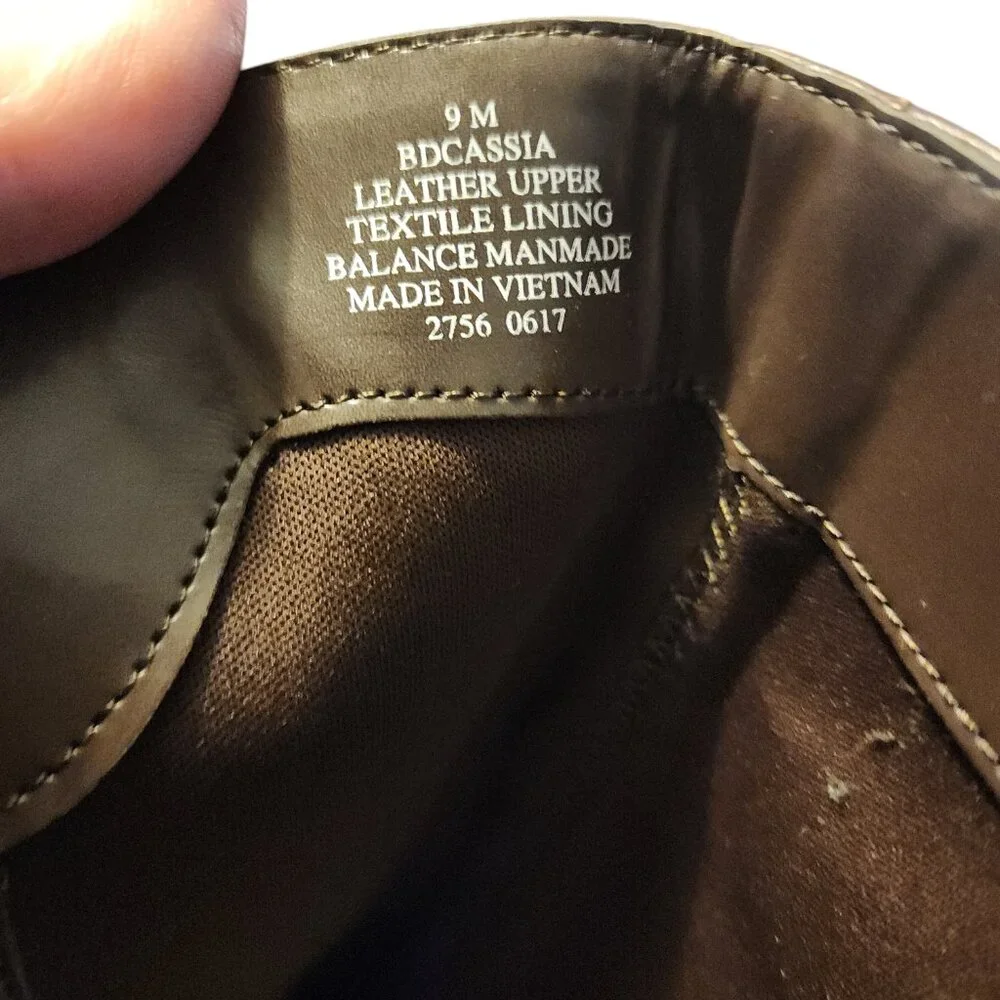 9 M
BDCASSIA
LEATHER UPPER
TEXTILE LINING
BALANCE MANMADE
MADE IN VIETNAM
2756 0617